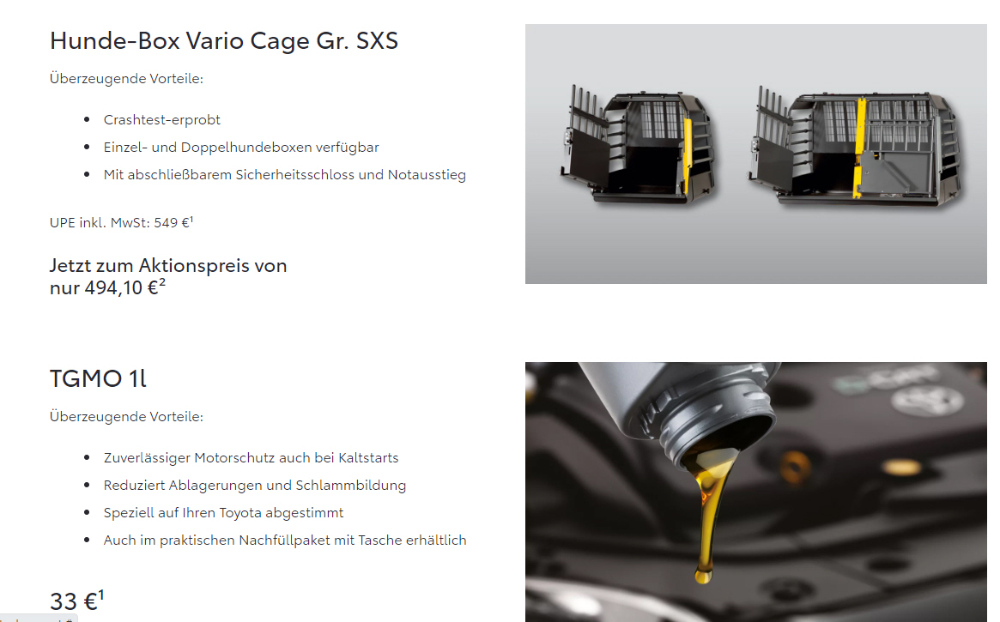 Hunde-Box Vario Cage Gr. SXS
Überzeugende Vorteile:
• Crashtest-erprobt
• Einzel- und Doppelhundeboxen verfügbar
• Mit abschließbarem Sicherheitsschloss und Notausstieg
UPE inkl. MwSt: 549 €¹
Jetzt zum Aktionspreis von
nur 494,10 €²
TGMO 1l
Überzeugende Vorteile:
• Zuverlässiger Motorschutz auch bei Kaltstarts
• Reduziert Ablagerungen und Schlammbildung
• Speziell auf Ihren Toyota abgestimmt
• Auch im praktischen Nachfüllpaket mit Tasche erhältlich
33 €¹